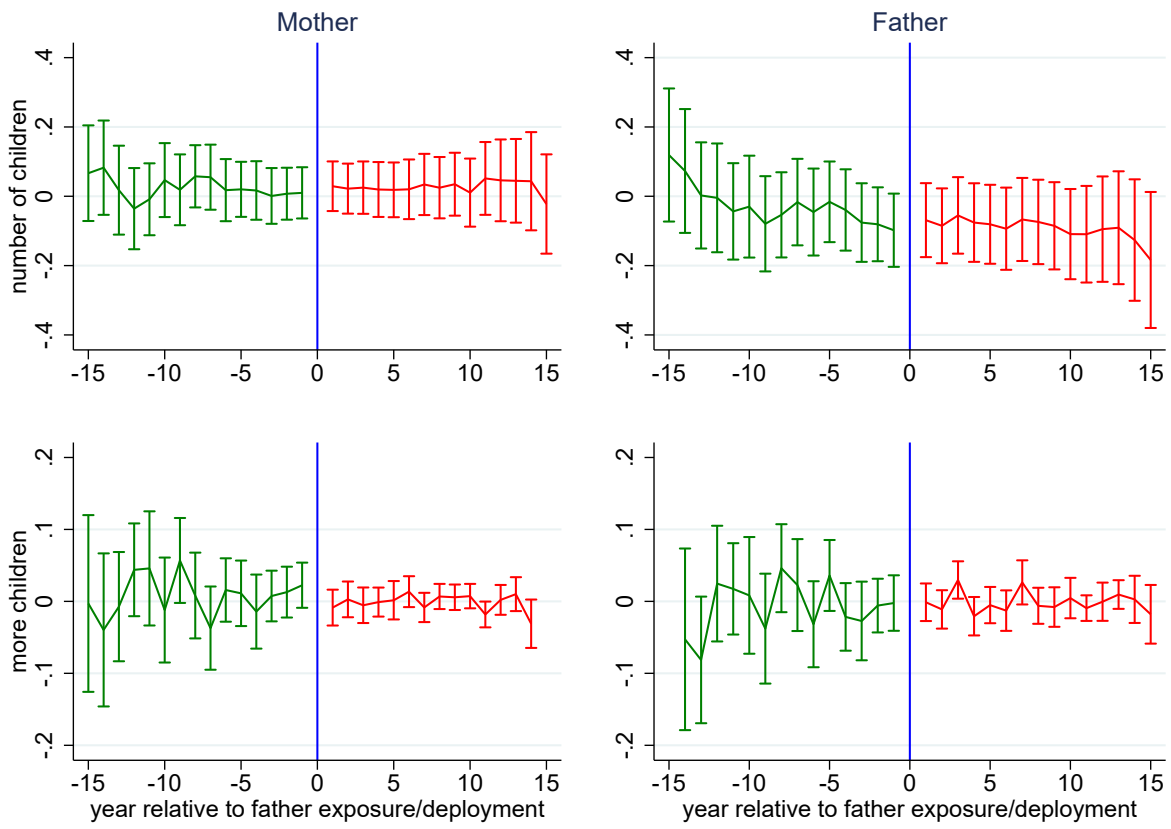 Mother
Father
number of children
.4
.2
0
-.2
-.4
-15 -10 -5 0 5 10 15
.4
.2
0
-.2
-.4
-15 -10 -5 0 5 10 15
more children
.2
.1
0
-.1
-.2
-15 -10 -5 0 5 10 15
year relative to father exposure/deployment
.2
.1
0
-.1
-.2
-15 -10 -5 0 5 10 15
year relative to father exposure/deployment